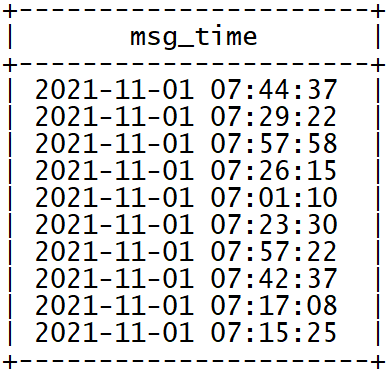 +----------------------+
|       msg_time       |
+----------------------+
| 2021-11-01 07:44:37  |
| 2021-11-01 07:29:22  |
| 2021-11-01 07:57:58  |
| 2021-11-01 07:26:15  |
| 2021-11-01 07:01:10  |
| 2021-11-01 07:23:30  |
| 2021-11-01 07:57:22  |
| 2021-11-01 07:42:37  |
| 2021-11-01 07:17:08  |
| 2021-11-01 07:15:25  |
+----------------------+